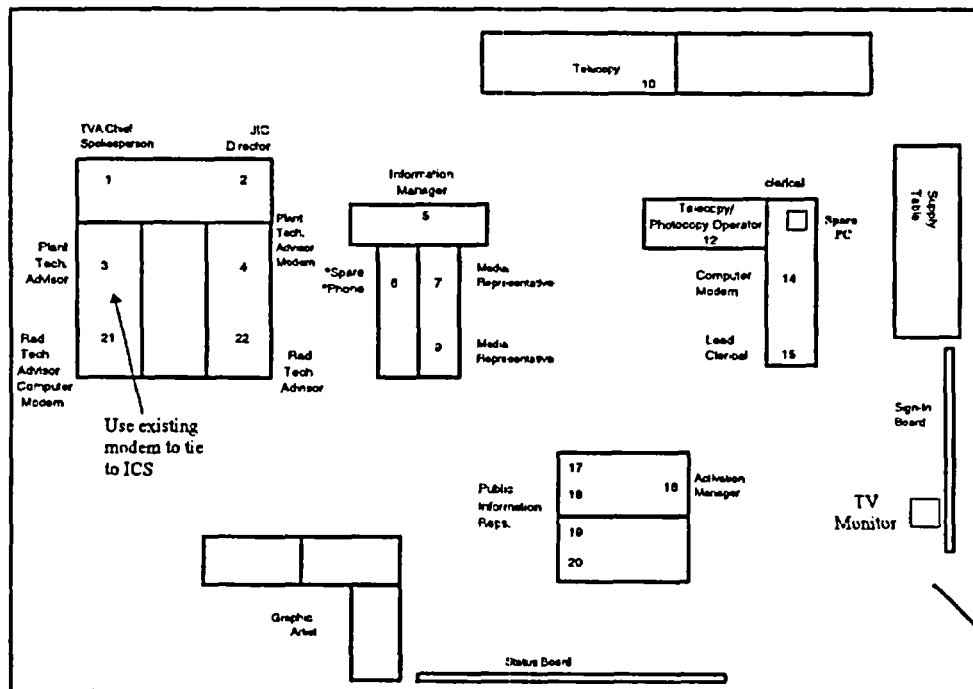 Telecopy
10
TVA Chief
Spokesperson
JIC
Director
1
2
Information
Manager
5
clerical
Telecopy/
Photocopy Operator
12
Spare
PC
Supply
Table
Plant
Tech.
Advisor
3
4
Plant
Tech.
Advisor
Modem
*Spare
*Phone
6
7
Media
Representative
Computer
Modem
14
Rad
Tech
Advisor
Computer
Modem
21
22
Rad
Tech
Advisor
9
Media
Representative
Lead
Clerical
15
Use existing
modem to tie
to ICS
Sign-In
Board
Public
Information
Reps.
17
18
16
Activation
Manager
19
20
TV
Monitor
Graphic
Artist
Status Board